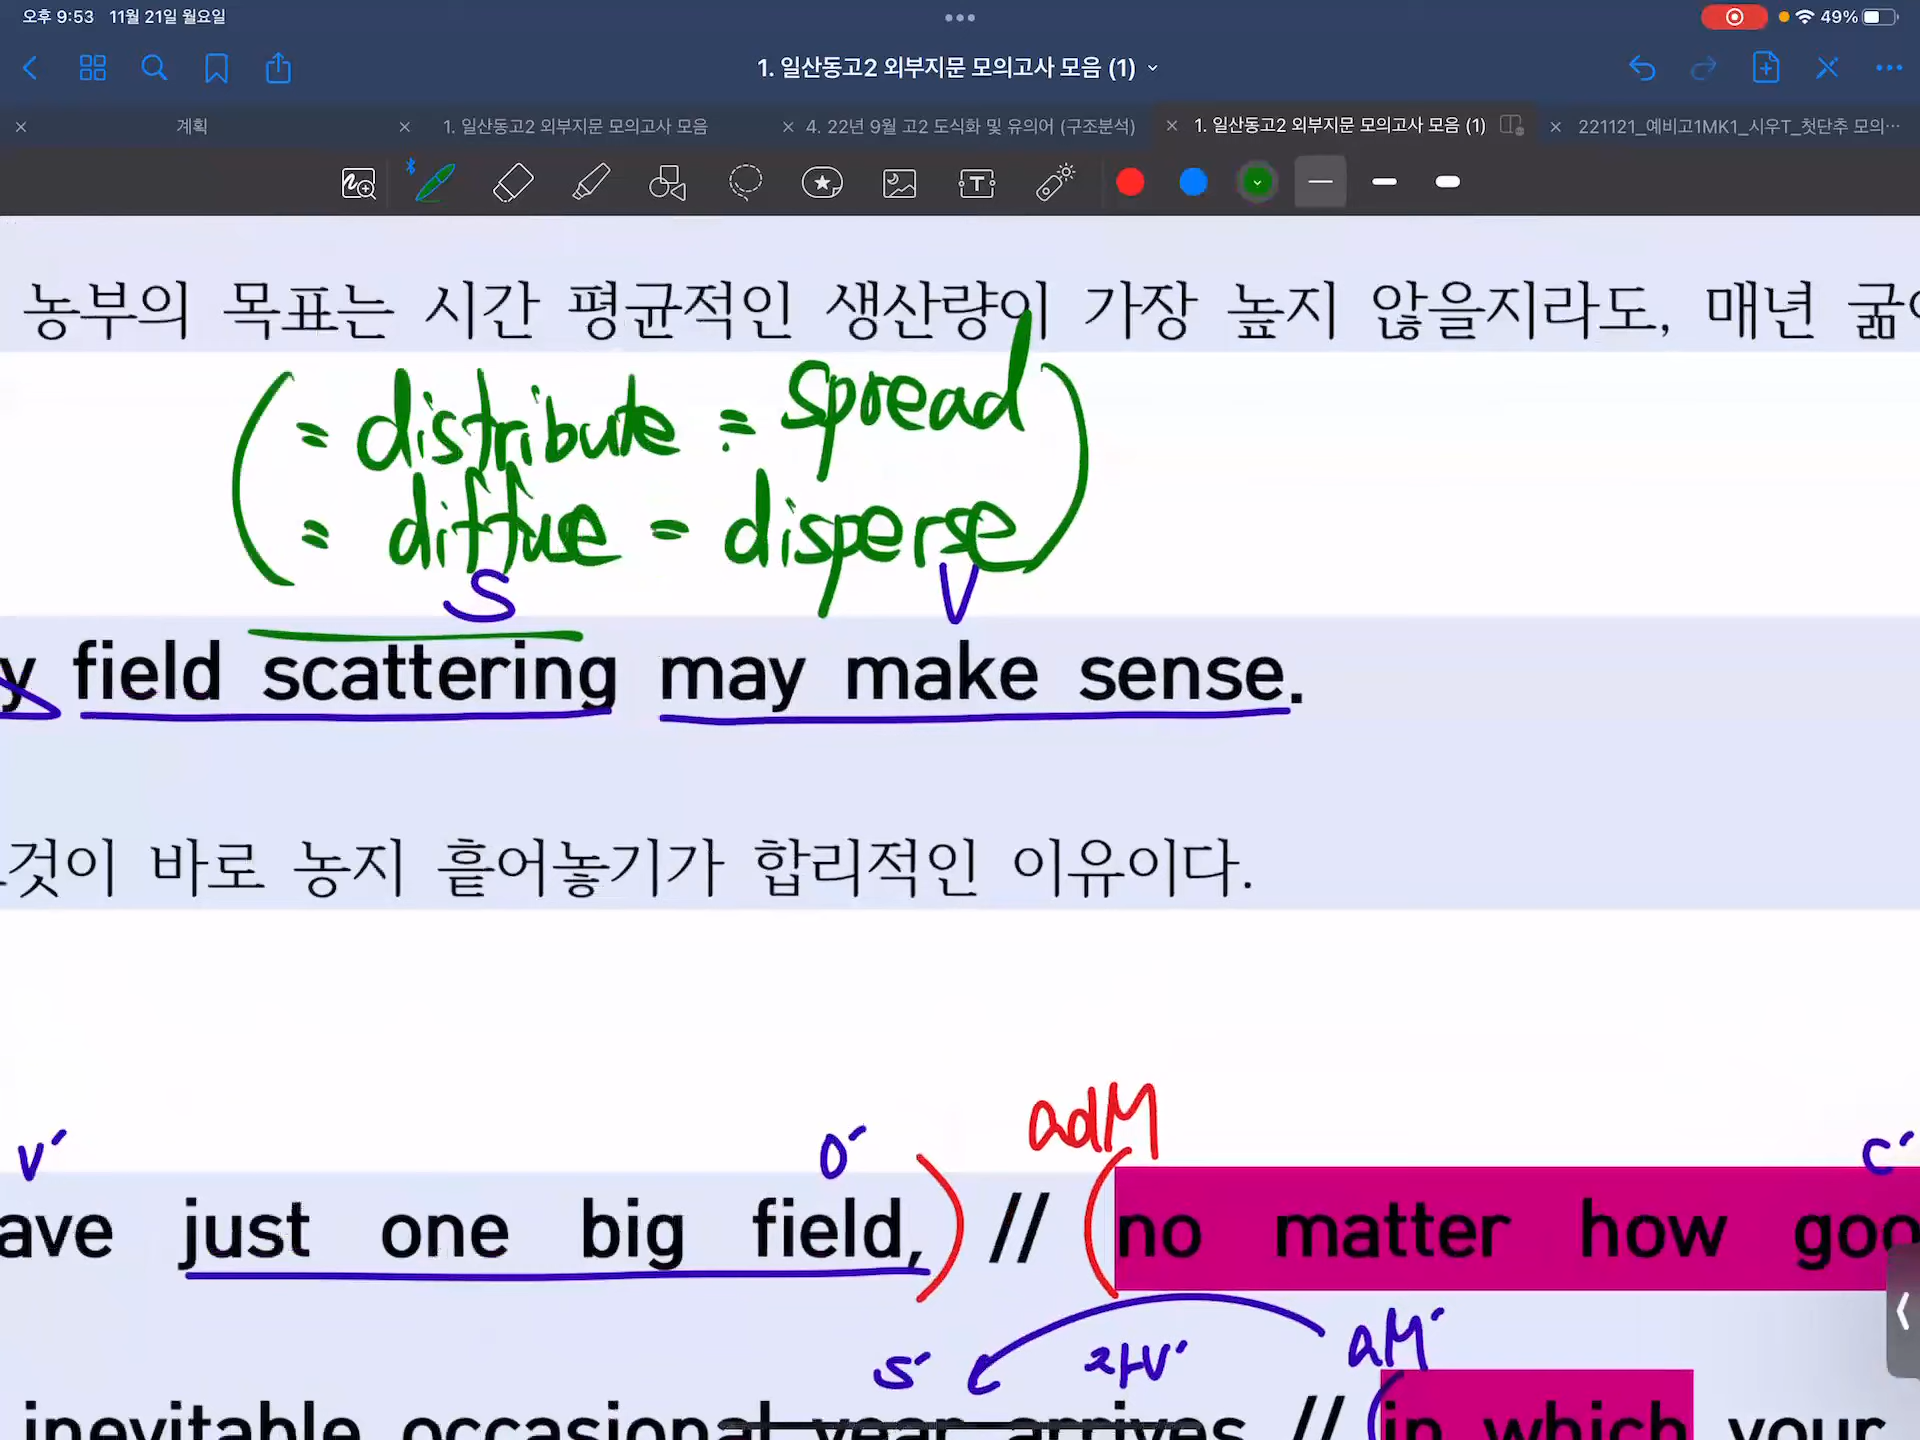 오후 9:53 11월 21일 월요일 49%
1. 일산동고2 외부지문 모의고사 모음 (1)
계획 1. 일산동고2 외부지문 모의고사 모음 4. 22년 9월 고2 도식화 및 유의어 (구조분석) 1. 일산동고2 외부지문 모의고사 모음 (1) 221121_예비고1MK1_시우T_첫단추 모의…
농부의 목표는 시간 평균적인 생산량이 가장 높지 않을지라도, 매년 굶
(= distribute = spread
= diffuse = disperse)
S V
y field scattering may make sense.
것이 바로 농지 흩어놓기가 합리적인 이유이다.
adM
V' O' C'
ave just one big field,) // (no matter how goo
S' 자V' aM'
inevitable occasional year arrives // (in which your